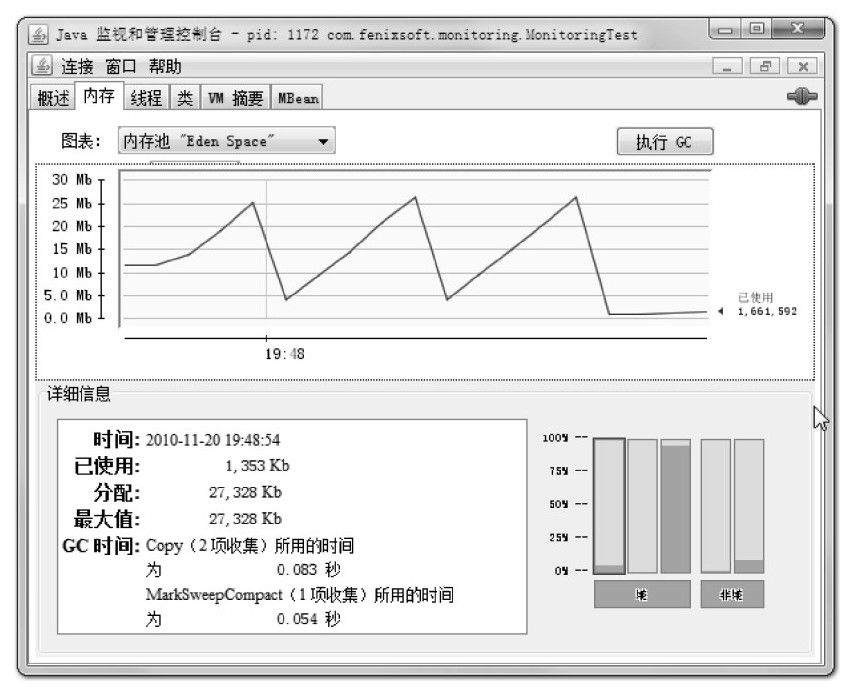 Java 监视和管理控制台 - pid: 1172 com.fenixsoft.monitoring.MonitoringTest
连接 窗口 帮助
概述 内存 线程 类 VM 摘要 MBean
图表: 内存池 "Eden Space" 执行 GC
30 Mb
25 Mb
20 Mb
15 Mb
10 Mb
5.0 Mb
0.0 Mb
已使用
1,661,592
19:48
详细信息
时间: 2010-11-20 19:48:54
已使用: 1,353 Kb
分配: 27,328 Kb
最大值: 27,328 Kb
GC 时间: Copy（2 项收集）所用的时间
为 0.083 秒
MarkSweepCompact（1 项收集）所用的时间
为 0.054 秒
100% --
75% --
50% --
25% --
0% --
堆 非堆